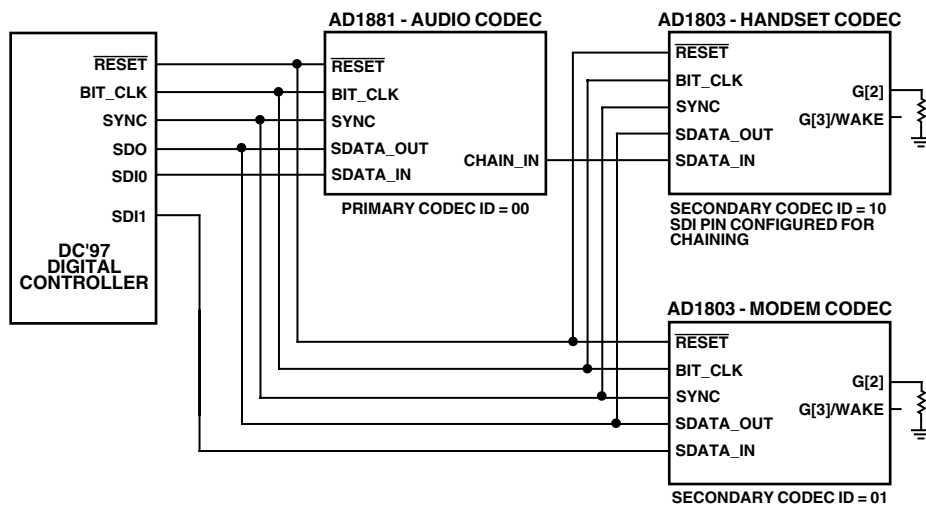 RESET
BIT_CLK
SYNC
SDO
SDI0
SDI1
DC'97
DIGITAL
CONTROLLER
AD1881 - AUDIO CODEC
RESET
BIT_CLK
SYNC
SDATA_OUT
SDATA_IN
CHAIN_IN
PRIMARY CODEC ID = 00
AD1803 - HANDSET CODEC
RESET
BIT_CLK
SYNC
SDATA_OUT
SDATA_IN
G[2]
G[3]/WAKE
SECONDARY CODEC ID = 10
SDI PIN CONFIGURED FOR
CHAINING
AD1803 - MODEM CODEC
RESET
BIT_CLK
SYNC
SDATA_OUT
SDATA_IN
G[2]
G[3]/WAKE
SECONDARY CODEC ID = 01